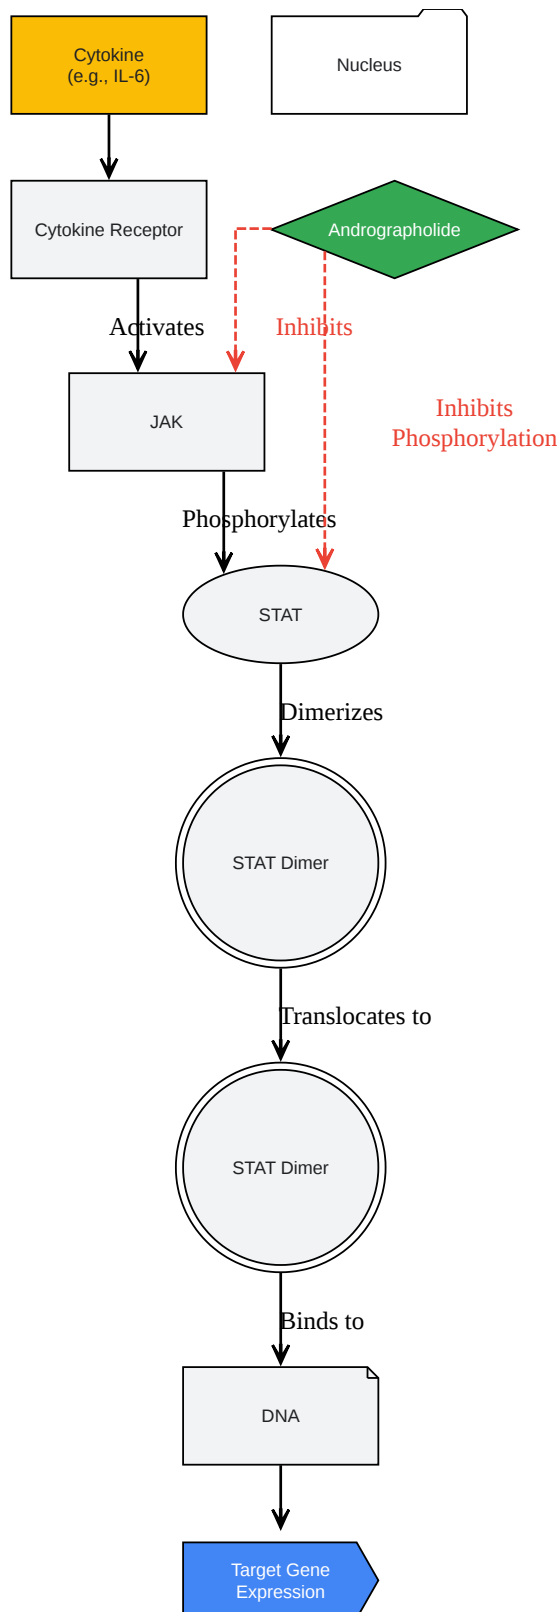 Cytokine
(e.g., IL-6)
Nucleus
Cytokine Receptor
Andrographolide
Activates
Inhibits
JAK
Inhibits
Phosphorylation
Phosphorylates
STAT
Dimerizes
STAT Dimer
Translocates to
STAT Dimer
Binds to
DNA
Target Gene
Expression